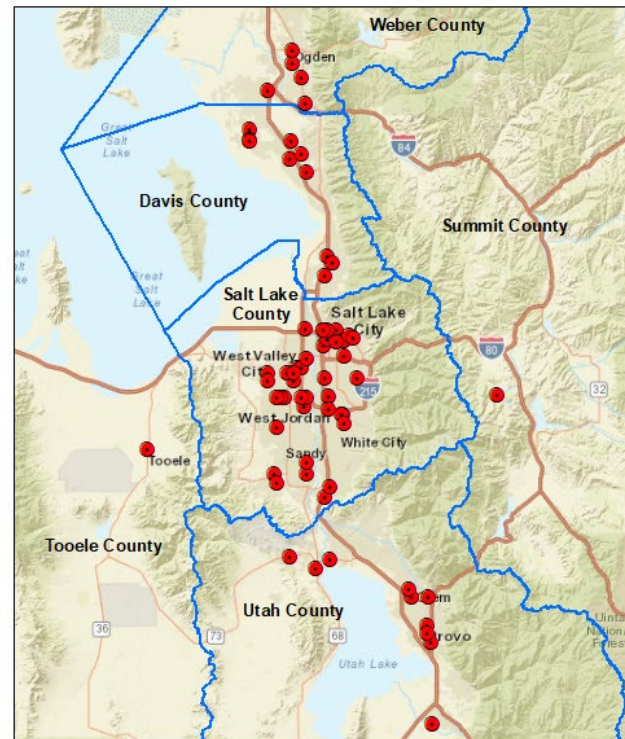 Weber County
Ogden
Great
Salt
Lake
84
Davis County
Summit County
Great
Salt
Lake
Salt Lake
County
Salt Lake
City
West Valley
City
80
215
32
West Jordan
White City
Sandy
Tooele
Tooele County
Utah County
36
73
68
Provo
Utah Lake